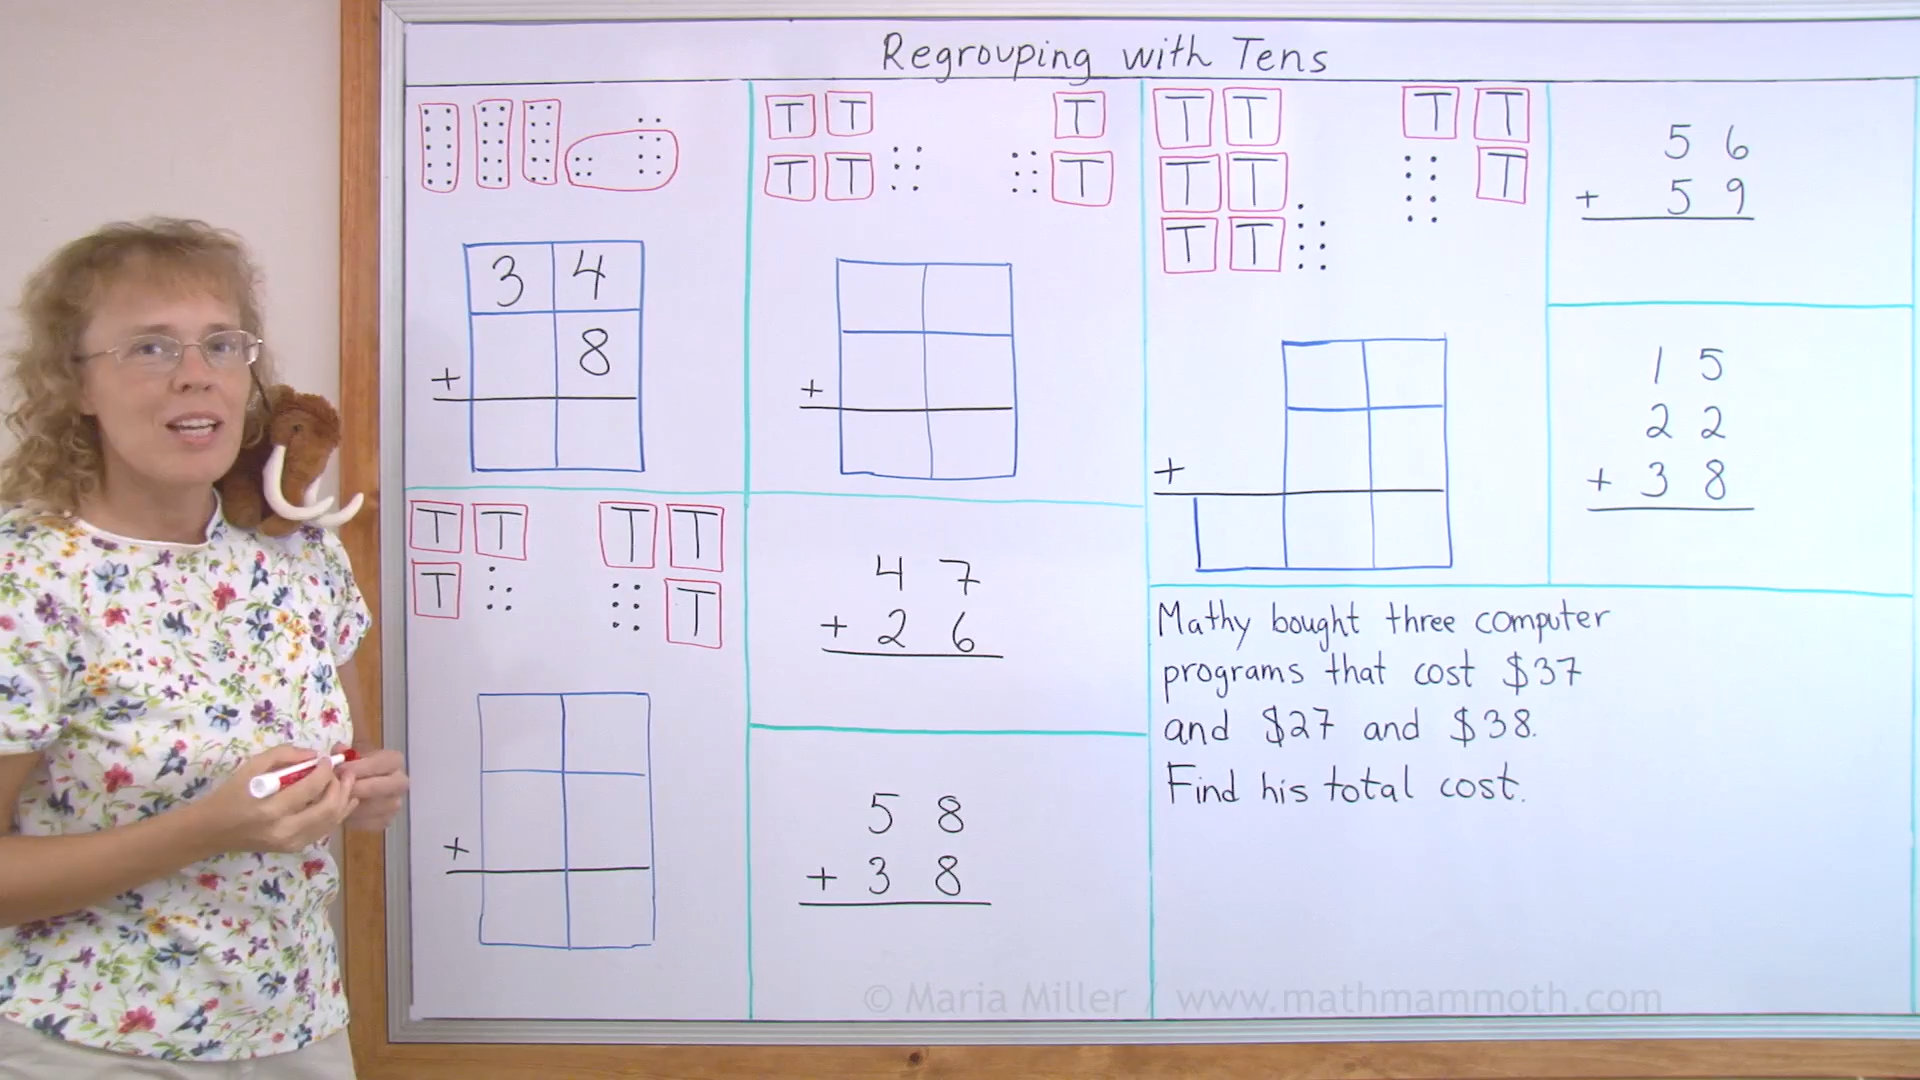 Regrouping with Tens
3 4
+ 8
T T T
T T T
+
T T T
T T T
+
4 7
+ 2 6
5 8
+ 3 8
T T T T
T T T
T T
+
5 6
+ 5 9
1 5
2 2
+ 3 8
Mathy bought three computer
programs that cost $37
and $27 and $38.
Find his total cost.
© Maria Miller / www.mathmammoth.com